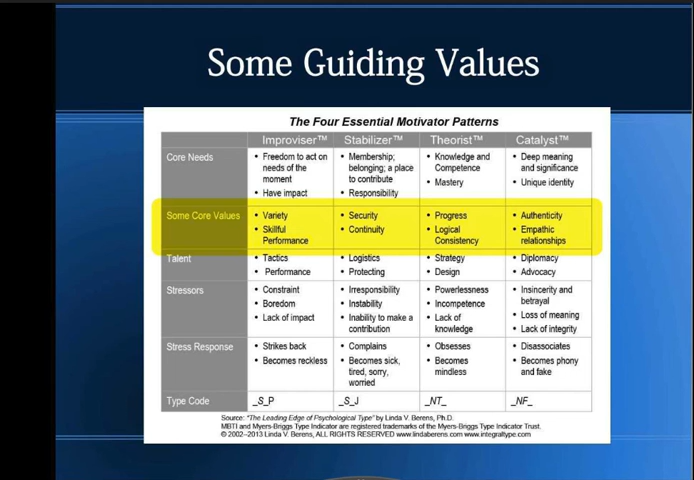 Some Guiding Values
The Four Essential Motivator Patterns
Improviser™ Stabilizer™ Theorist™ Catalyst™
Core Needs
• Freedom to act on needs of the moment
• Have impact
• Membership; belonging; a place to contribute
• Responsibility
• Knowledge and Competence
• Mastery
• Deep meaning and significance
• Unique identity
Some Core Values
• Variety
• Skillful Performance
• Security
• Continuity
• Progress
• Logical Consistency
• Authenticity
• Empathic relationships
Talent
• Tactics
• Performance
• Logistics
• Protecting
• Strategy
• Design
• Diplomacy
• Advocacy
Stressors
• Constraint
• Boredom
• Lack of impact
• Irresponsibility
• Instability
• Inability to make a contribution
• Powerlessness
• Incompetence
• Lack of knowledge
• Insincerity and betrayal
• Loss of meaning
• Lack of integrity
Stress Response
• Strikes back
• Becomes reckless
• Complains
• Becomes sick, tired, sorry, worried
• Obsesses
• Becomes mindless
• Disassociates
• Becomes phony and fake
Type Code _S_P _S_J _NT_ _NF_
Source: "The Leading Edge of Psychological Type" by Linda V. Berens, Ph.D.
MBTI and Myers-Briggs Type Indicator are registered trademarks of the Myers-Briggs Type Indicator Trust.
© 2002–2013 Linda V. Berens, ALL RIGHTS RESERVED www.lindaberens.com www.integraltype.com